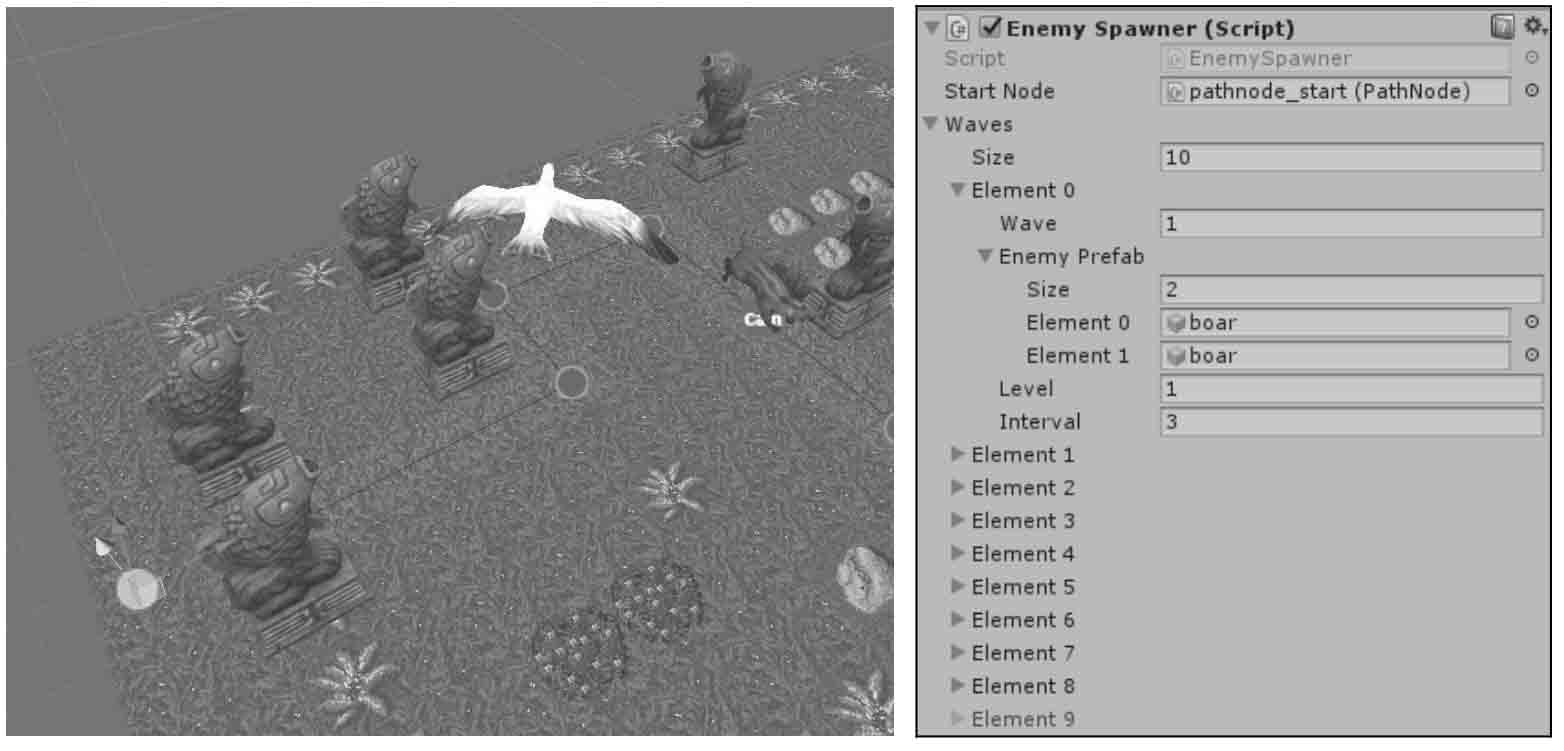 Enemy Spawner (Script)
Script EnemySpawner
Start Node pathnode_start (PathNode)
Waves
Size 10
Element 0
Wave 1
Enemy Prefab
Size 2
Element 0 boar
Element 1 boar
Level 1
Interval 3
Element 1
Element 2
Element 3
Element 4
Element 5
Element 6
Element 7
Element 8
Element 9